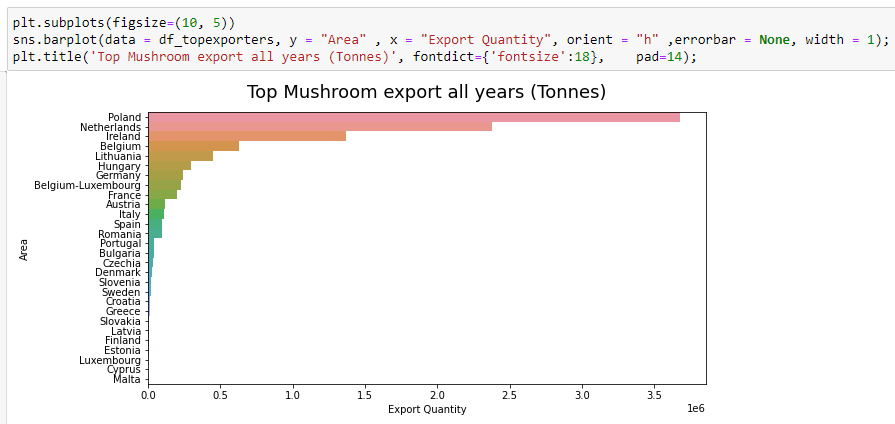 plt.subplots(figsize=(10, 5))
sns.barplot(data = df_topexporters, y = "Area" , x = "Export Quantity", orient = "h" ,errorbar = None, width = 1);
plt.title('Top Mushroom export all years (Tonnes)', fontdict={'fontsize':18},    pad=14);
Top Mushroom export all years (Tonnes)
Poland
Netherlands
Ireland
Belgium
Lithuania
Hungary
Germany
Belgium-Luxembourg
France
Austria
Italy
Spain
Romania
Portugal
Bulgaria
Czechia
Denmark
Slovenia
Sweden
Croatia
Greece
Slovakia
Latvia
Finland
Estonia
Luxembourg
Cyprus
Malta
Area
0.0 0.5 1.0 1.5 2.0 2.5 3.0 3.5
Export Quantity
1e6